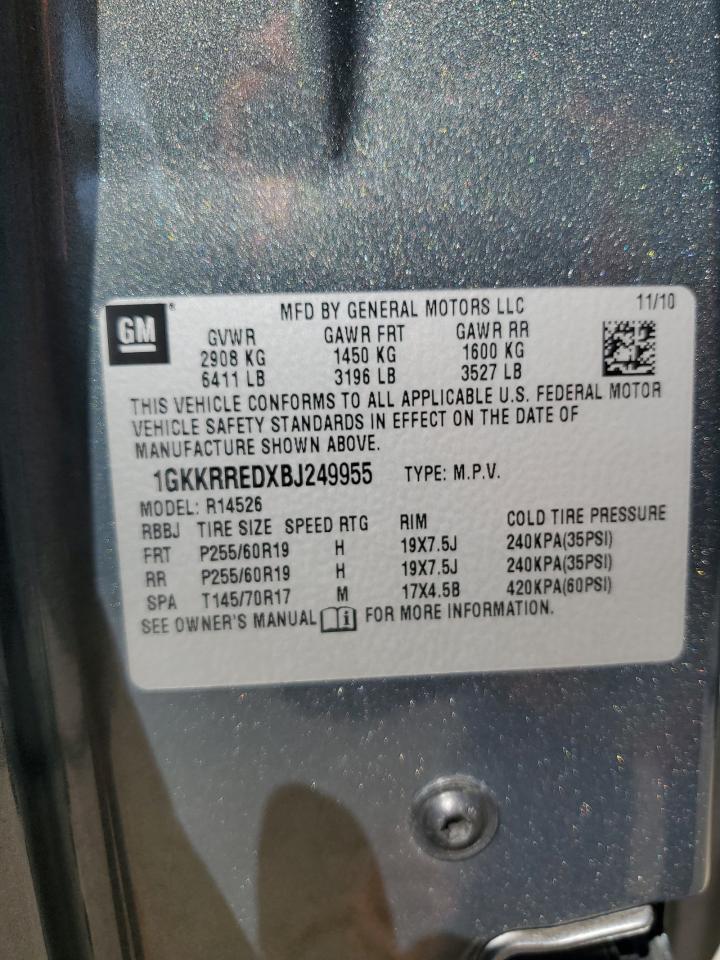 GM® MFD BY GENERAL MOTORS LLC 11/10
GVWR GAWR FRT GAWR RR
2908 KG 1450 KG 1600 KG
6411 LB 3196 LB 3527 LB
THIS VEHICLE CONFORMS TO ALL APPLICABLE U.S. FEDERAL MOTOR
VEHICLE SAFETY STANDARDS IN EFFECT ON THE DATE OF
MANUFACTURE SHOWN ABOVE.
1GKKRREDXBJ249955 TYPE: M.P.V.
MODEL: R14526
RBBJ TIRE SIZE SPEED RTG RIM COLD TIRE PRESSURE
FRT P255/60R19 H 19X7.5J 240KPA(35PSI)
RR P255/60R19 H 19X7.5J 240KPA(35PSI)
SPA T145/70R17 M 17X4.5B 420KPA(60PSI)
SEE OWNER'S MANUAL i FOR MORE INFORMATION.